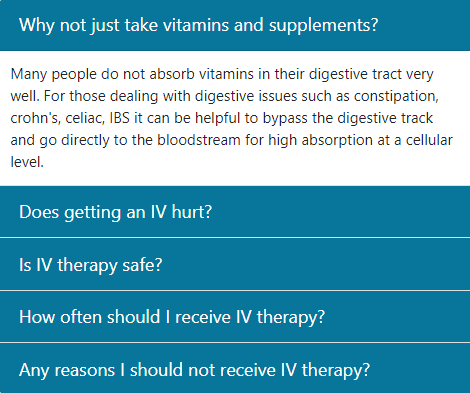 Why not just take vitamins and supplements?
Many people do not absorb vitamins in their digestive tract very
well. For those dealing with digestive issues such as constipation,
crohn's, celiac, IBS it can be helpful to bypass the digestive track
and go directly to the bloodstream for high absorption at a cellular
level.
Does getting an IV hurt?
Is IV therapy safe?
How often should I receive IV therapy?
Any reasons I should not receive IV therapy?